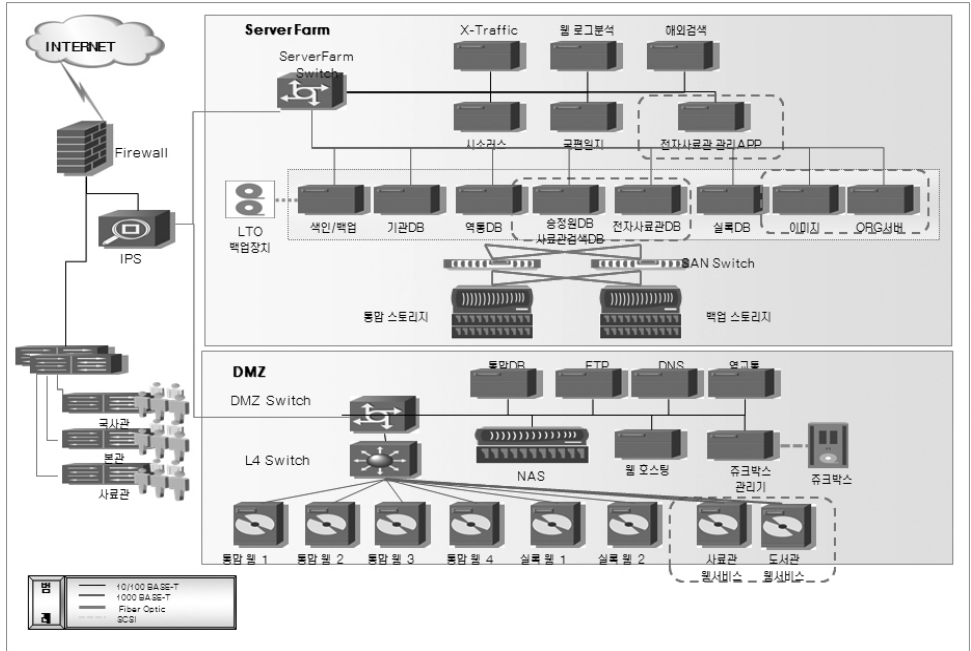 INTERNET
Firewall
IPS
국사관
본관
사료관
ServerFarm
X-Traffic
웹 로그분석
해외검색
ServerFarm
Switch
시소러스
국편일지
전자사료관 관리APP
LTO
백업장치
색인/백업
기관DB
역통DB
승정원DB
사료관검색DB
전자사료관DB
실록DB
이미지
ORG서버
SAN Switch
통합 스토리지
백업 스토리지
DMZ
통합DB
FTP
DNS
DMZ Switch
L4 Switch
NAS
웹 호스팅
쥬크박스
관리기
쥬크박스
통합 웹 1
통합 웹 2
통합 웹 3
통합 웹 4
실록 웹 1
실록 웹 2
사료관
웹서비스
도서관
웹서비스
범
례
10/100 BASE-T
1000 BASE-T
Fiber Optic
SCSI